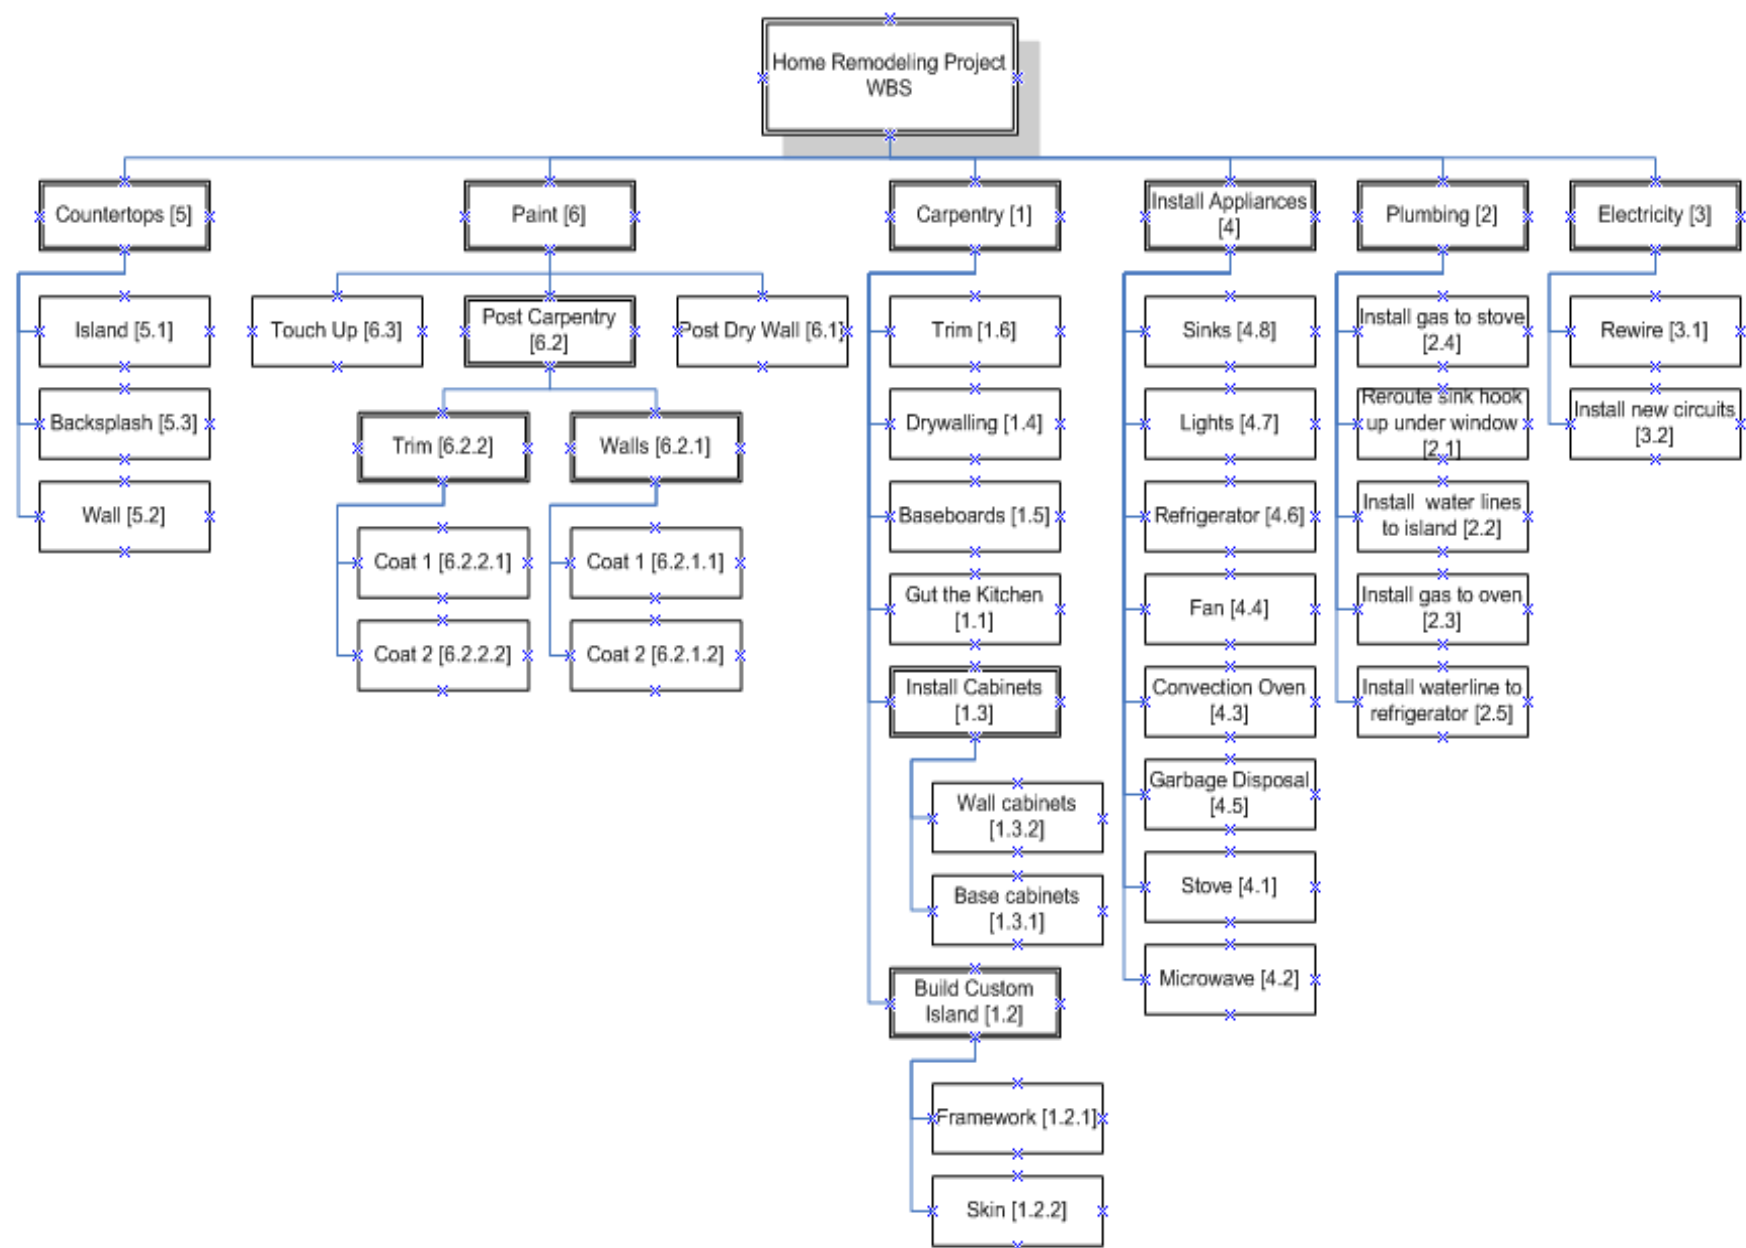 Home Remodeling Project
WBS
Countertops [5]
Paint [6]
Carpentry [1]
Install Appliances
[4]
Plumbing [2]
Electricity [3]
Island [5.1]
Backsplash [5.3]
Wall [5.2]
Touch Up [6.3]
Post Carpentry
[6.2]
Post Dry Wall [6.1]
Trim [6.2.2]
Walls [6.2.1]
Coat 1 [6.2.2.1]
Coat 2 [6.2.2.2]
Coat 1 [6.2.1.1]
Coat 2 [6.2.1.2]
Trim [1.6]
Drywalling [1.4]
Baseboards [1.5]
Gut the Kitchen
[1.1]
Install Cabinets
[1.3]
Wall cabinets
[1.3.2]
Base cabinets
[1.3.1]
Build Custom
Island [1.2]
Framework [1.2.1]
Skin [1.2.2]
Sinks [4.8]
Lights [4.7]
Refrigerator [4.6]
Fan [4.4]
Convection Oven
[4.3]
Garbage Disposal
[4.5]
Stove [4.1]
Microwave [4.2]
Install gas to stove
[2.4]
Reroute sink hook
up under window
[2.1]
Install water lines
to island [2.2]
Install gas to oven
[2.3]
Install waterline to
refrigerator [2.5]
Rewire [3.1]
Install new circuits
[3.2]